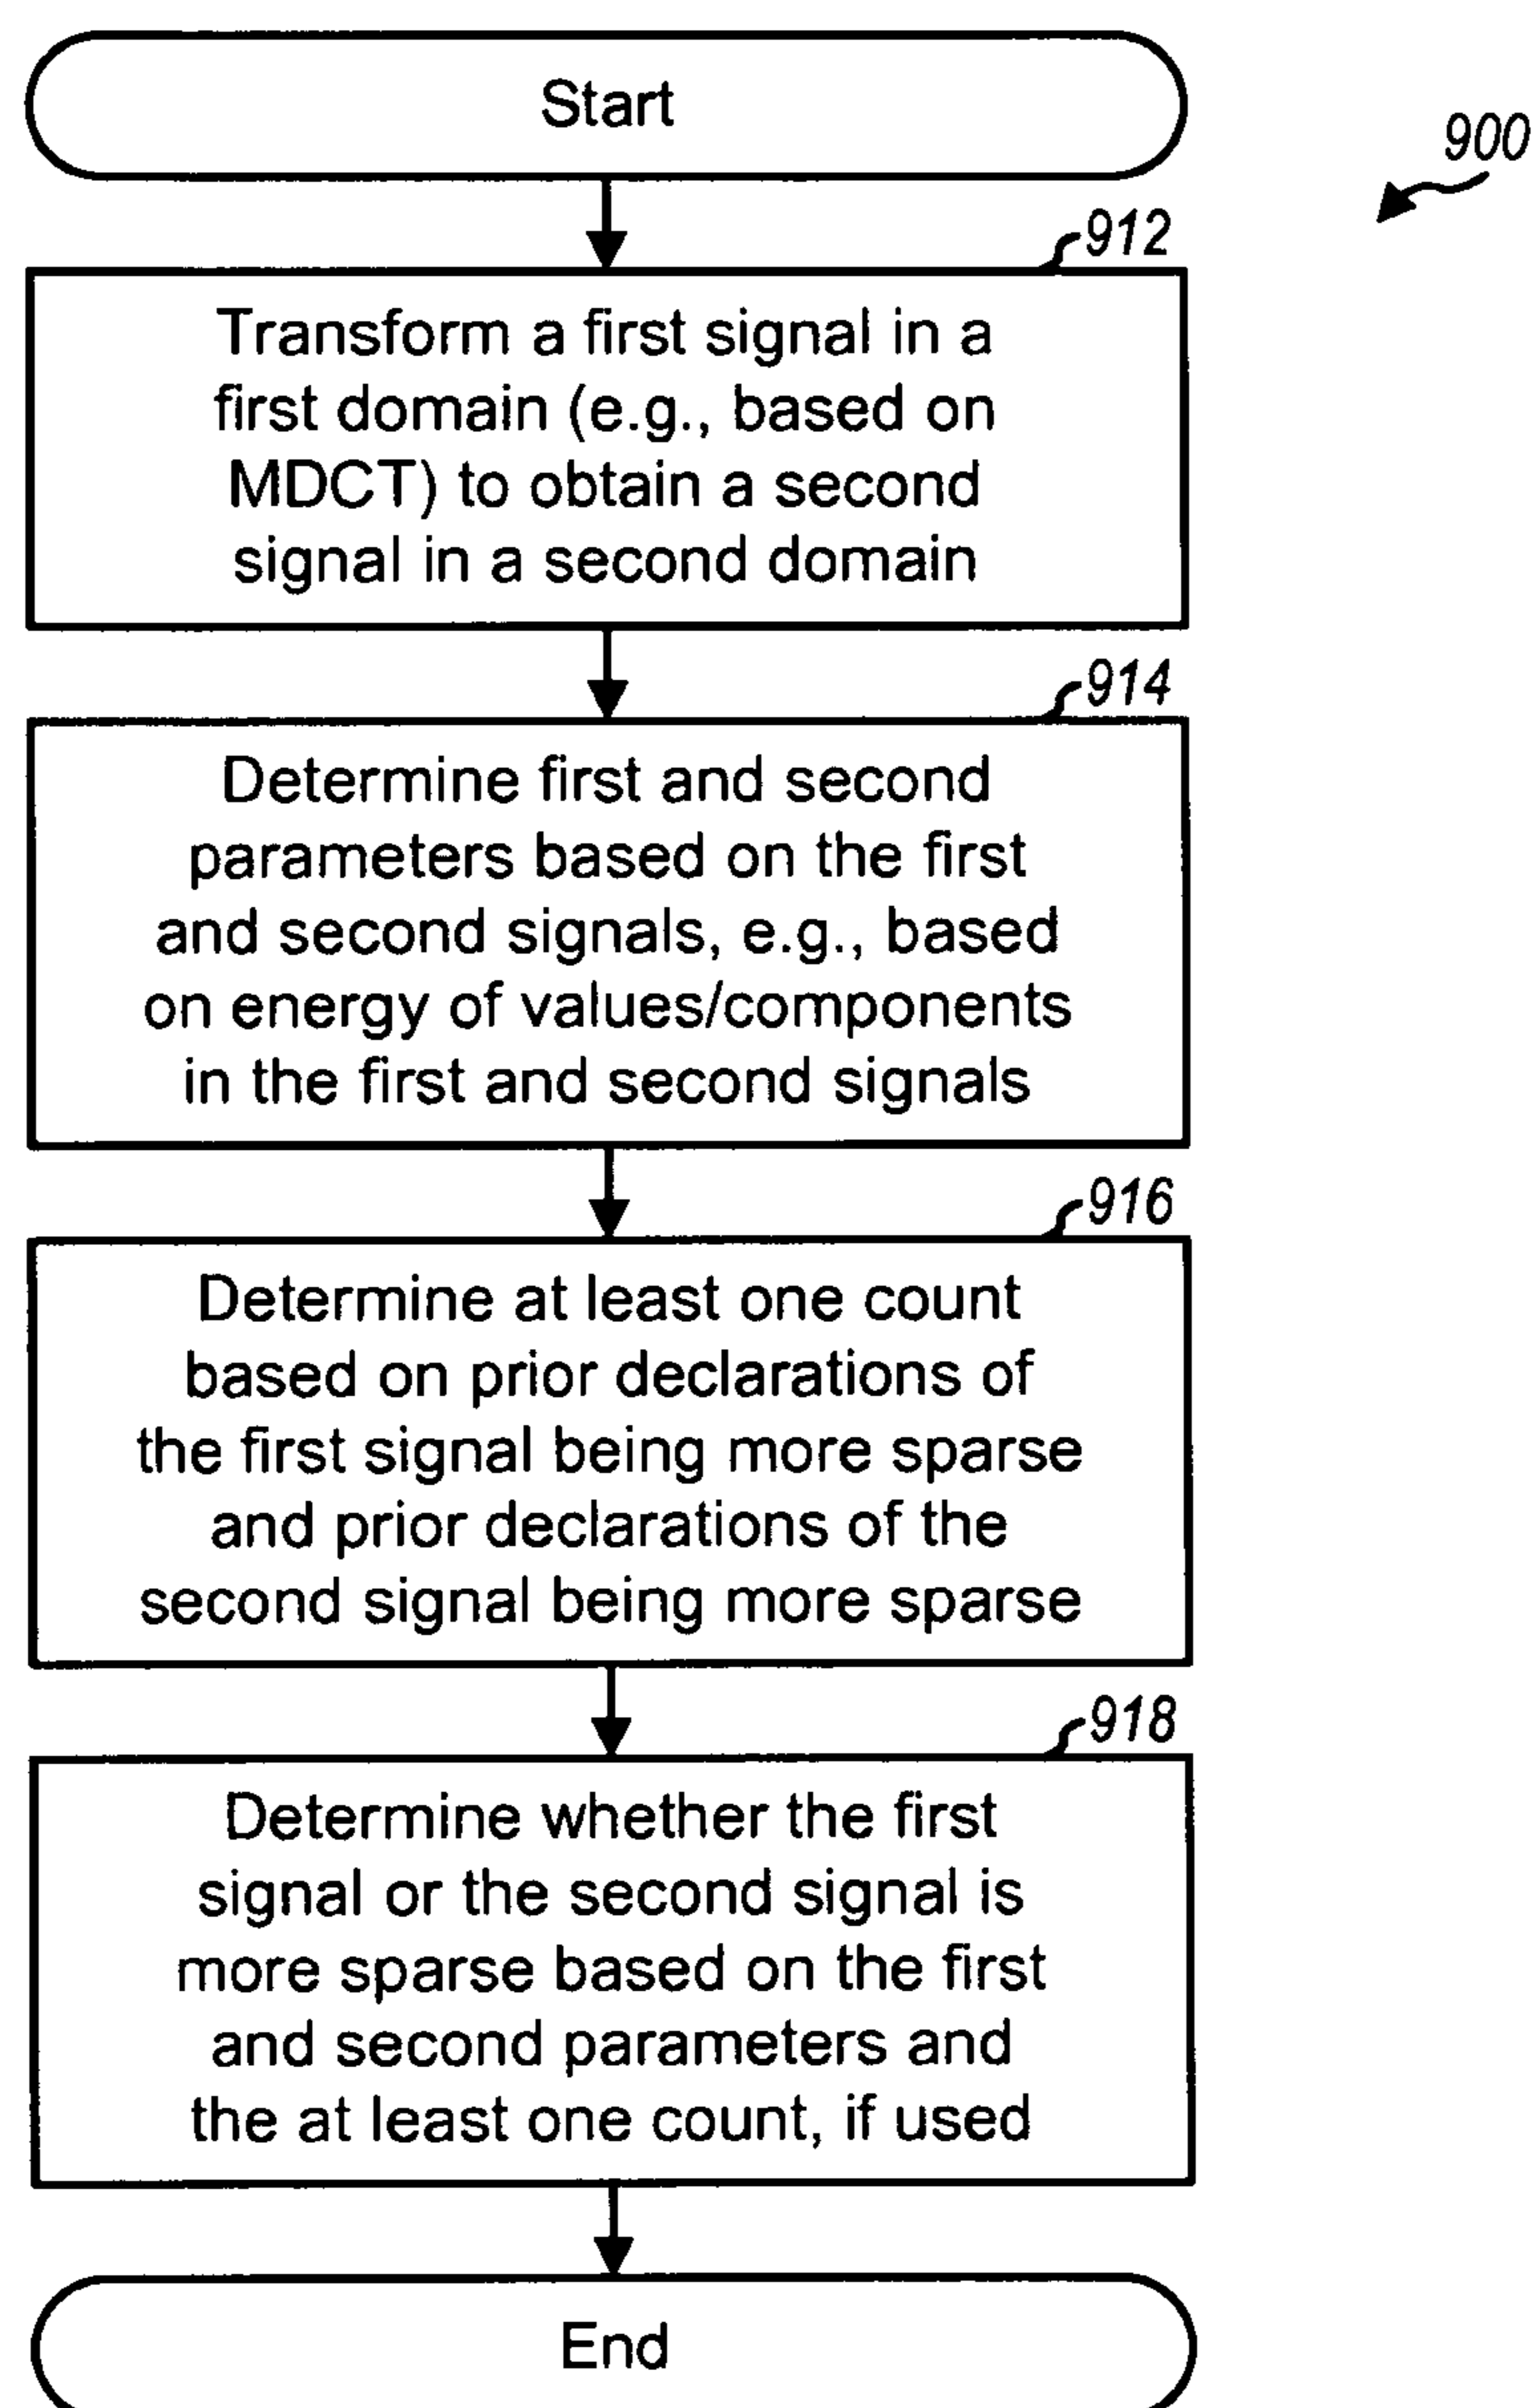 Start
900
912
Transform a first signal in a
first domain (e.g., based on
MDCT) to obtain a second
signal in a second domain
914
Determine first and second
parameters based on the first
and second signals, e.g., based
on energy of values/components
in the first and second signals
916
Determine at least one count
based on prior declarations of
the first signal being more sparse
and prior declarations of the
second signal being more sparse
918
Determine whether the first
signal or the second signal is
more sparse based on the first
and second parameters and
the at least one count, if used
End